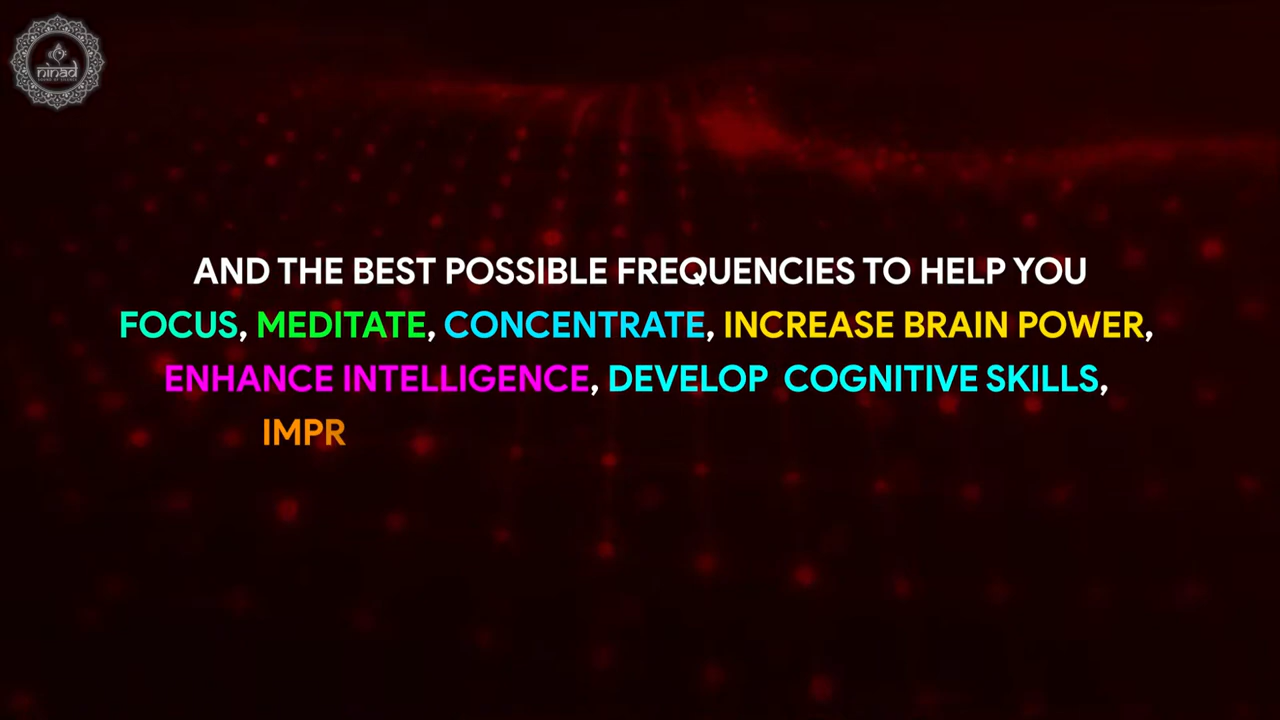 ninad
AND THE BEST POSSIBLE FREQUENCIES TO HELP YOU
FOCUS, MEDITATE, CONCENTRATE, INCREASE BRAIN POWER,
ENHANCE INTELLIGENCE, DEVELOP COGNITIVE SKILLS,
IMPR